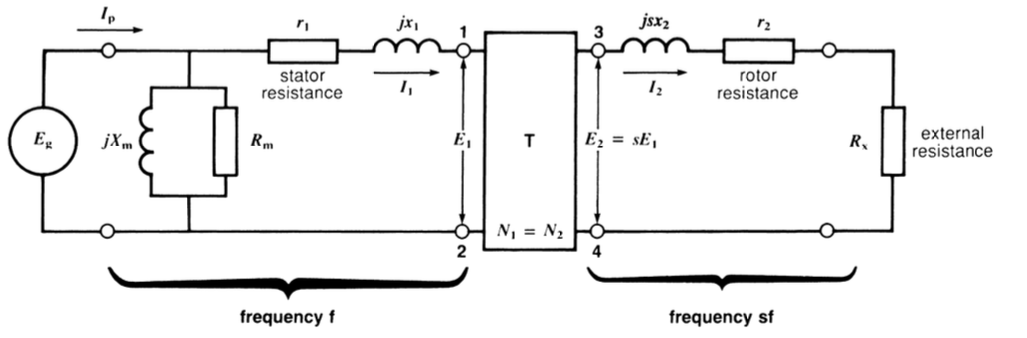 I_p
r_1
jx_1
1
3
jsx_2
r_2
stator
resistance
I_1
I_2
rotor
resistance
E_g
jX_m
R_m
E_1
T
E_2 = sE_1
R_x
external
resistance
N_1 = N_2
2
4
frequency f
frequency sf